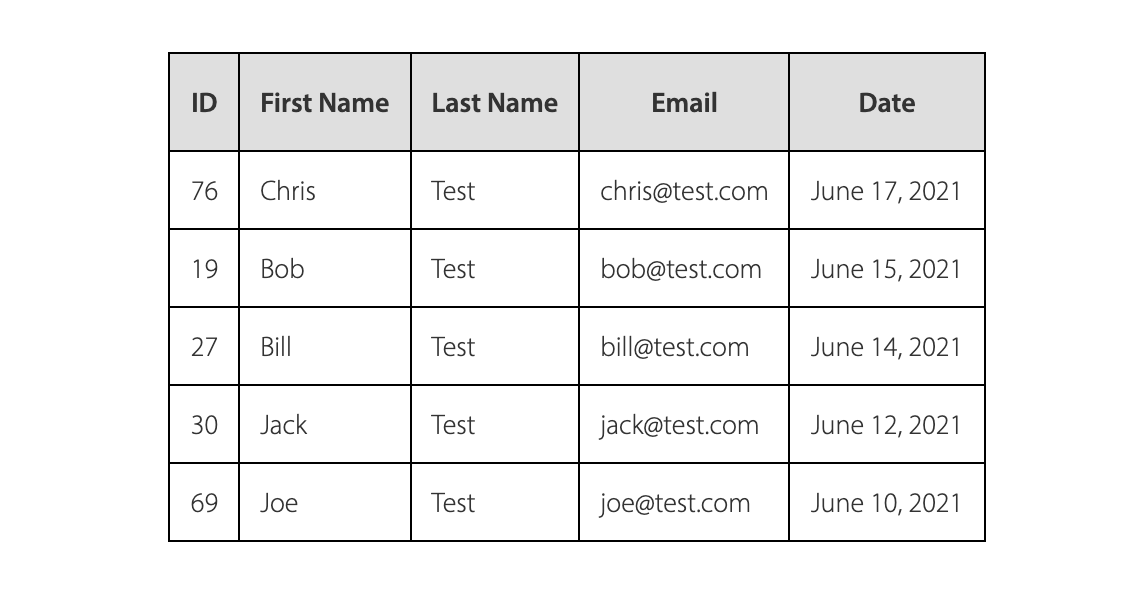 ID First Name Last Name Email Date
76 Chris Test chris@test.com June 17, 2021
19 Bob Test bob@test.com June 15, 2021
27 Bill Test bill@test.com June 14, 2021
30 Jack Test jack@test.com June 12, 2021
69 Joe Test joe@test.com June 10, 2021